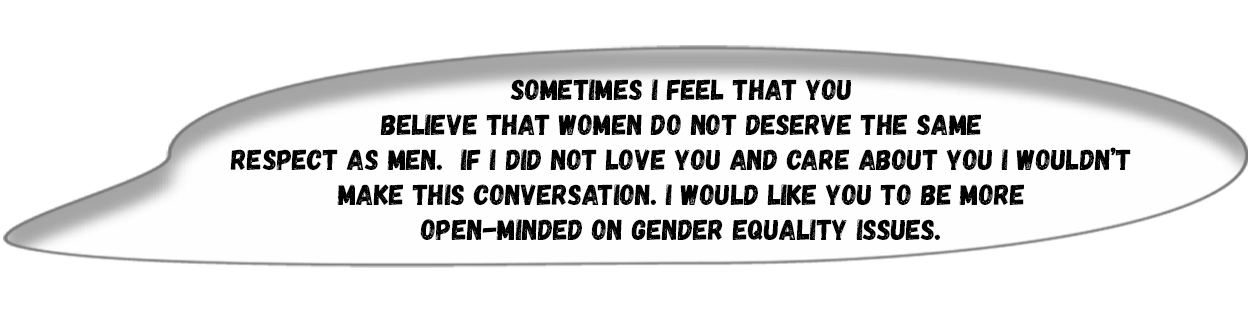 SOMETIMES I FEEL THAT YOU
BELIEVE THAT WOMEN DO NOT DESERVE THE SAME
RESPECT AS MEN.  IF I DID NOT LOVE YOU AND CARE ABOUT YOU I WOULDN'T
MAKE THIS CONVERSATION. I WOULD LIKE YOU TO BE MORE
OPEN-MINDED ON GENDER EQUALITY ISSUES.